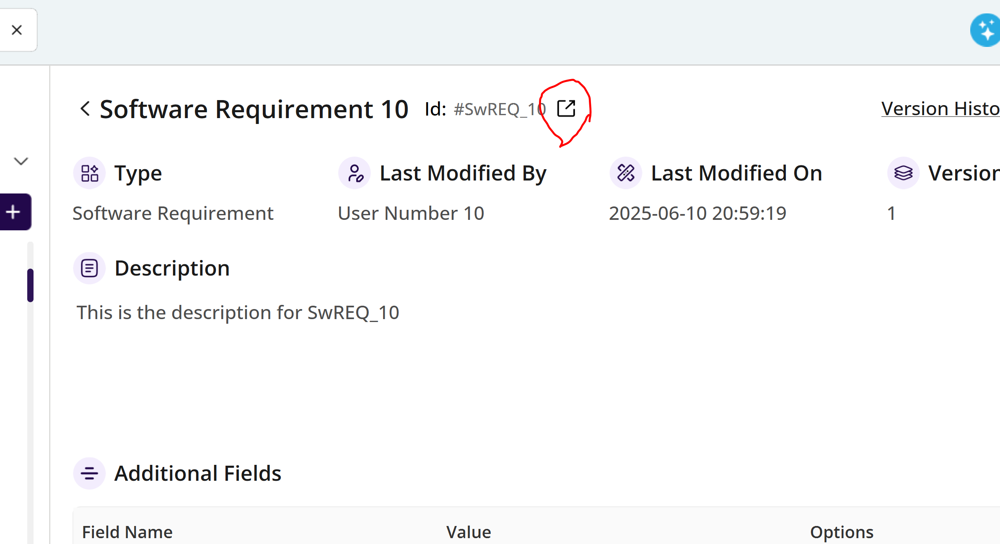 Software Requirement 10 Id: #SwREQ_10 Version Histo
Type Last Modified By Last Modified On Version
Software Requirement User Number 10 2025-06-10 20:59:19 1
Description
This is the description for SwREQ_10
Additional Fields
Field Name Value Options